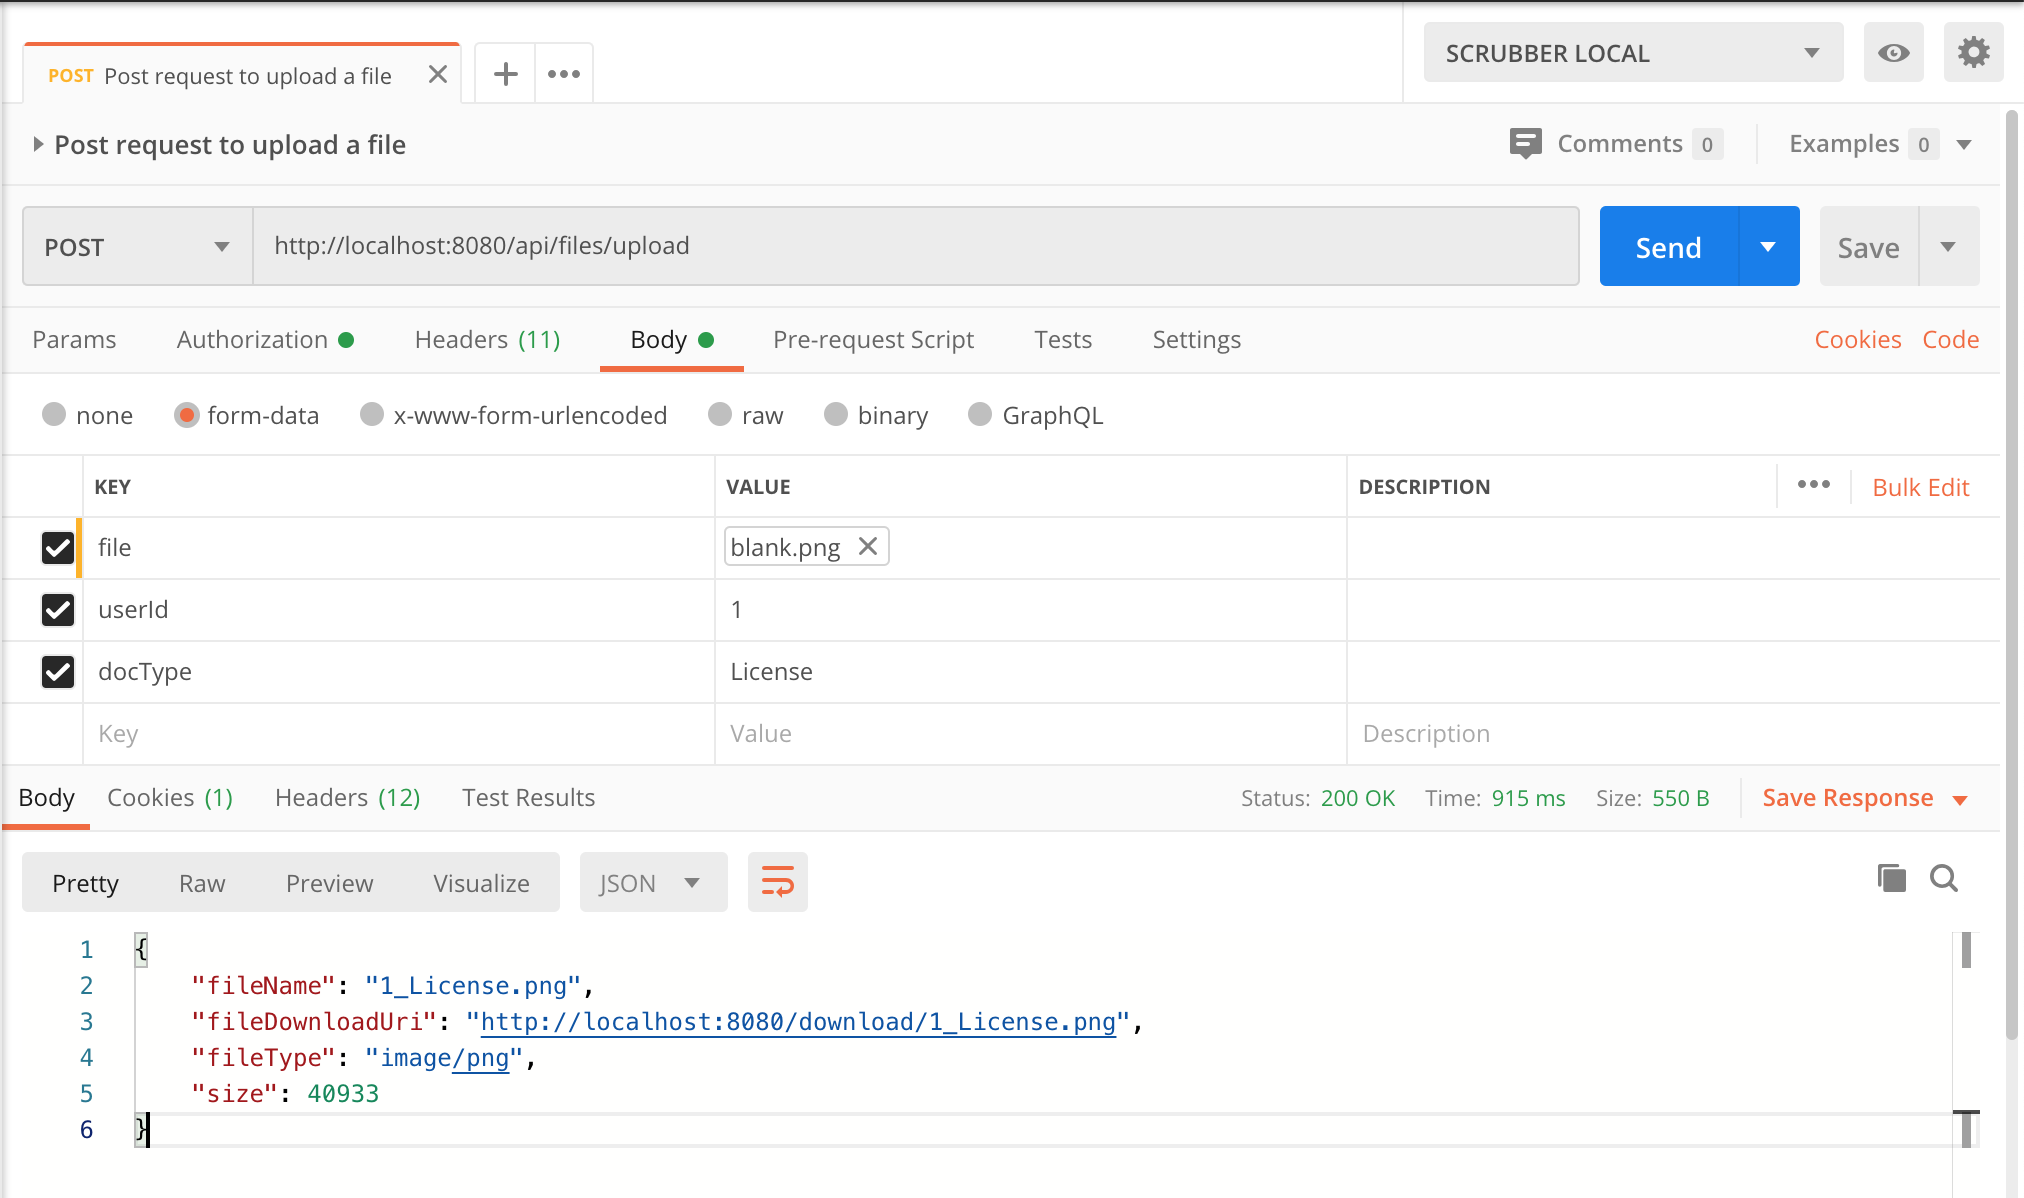 POST Post request to upload a file
SCRUBBER LOCAL
Post request to upload a file
Comments 0
Examples 0
POST
http://localhost:8080/api/files/upload
Send
Save
Params
Authorization
Headers (11)
Body
Pre-request Script
Tests
Settings
Cookies
Code
none
form-data
x-www-form-urlencoded
raw
binary
GraphQL
KEY
VALUE
DESCRIPTION
Bulk Edit
file
blank.png
userId
1
docType
License
Key
Value
Description
Body
Cookies (1)
Headers (12)
Test Results
Status: 200 OK
Time: 915 ms
Size: 550 B
Save Response
Pretty
Raw
Preview
Visualize
JSON
1 {
2 "fileName": "1_License.png",
3 "fileDownloadUri": "http://localhost:8080/download/1_License.png",
4 "fileType": "image/png",
5 "size": 40933
6 }